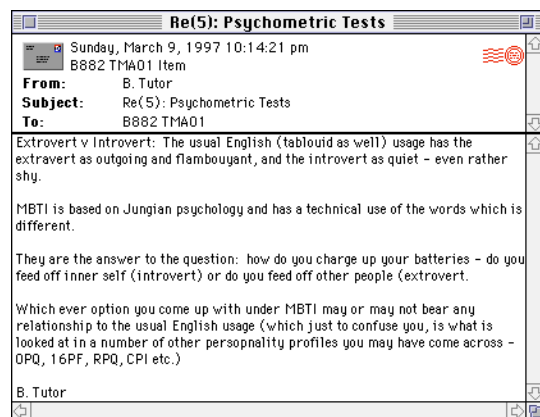 Re(5): Psychometric Tests
Sunday, March 9, 1997 10:14:21 pm
B882 TMA01 Item
From: B. Tutor
Subject: Re(5): Psychometric Tests
To: B882 TMA01
Extrovert v Introvert: The usual English (tablouid as well) usage has the
extravert as outgoing and flambouyant, and the introvert as quiet - even rather
shy.
MBTI is based on Jungian psychology and has a technical use of the words which is
different.
They are the answer to the question: how do you charge up your batteries - do you
feed off inner self (introvert) or do you feed off other people (extrovert.
Which ever option you come up with under MBTI may or may not bear any
relationship to the usual English usage (which just to confuse you, is what is
looked at in a number of other persopnality profiles you may have come across -
OPQ, 16PF, RPQ, CPI etc.)
B. Tutor